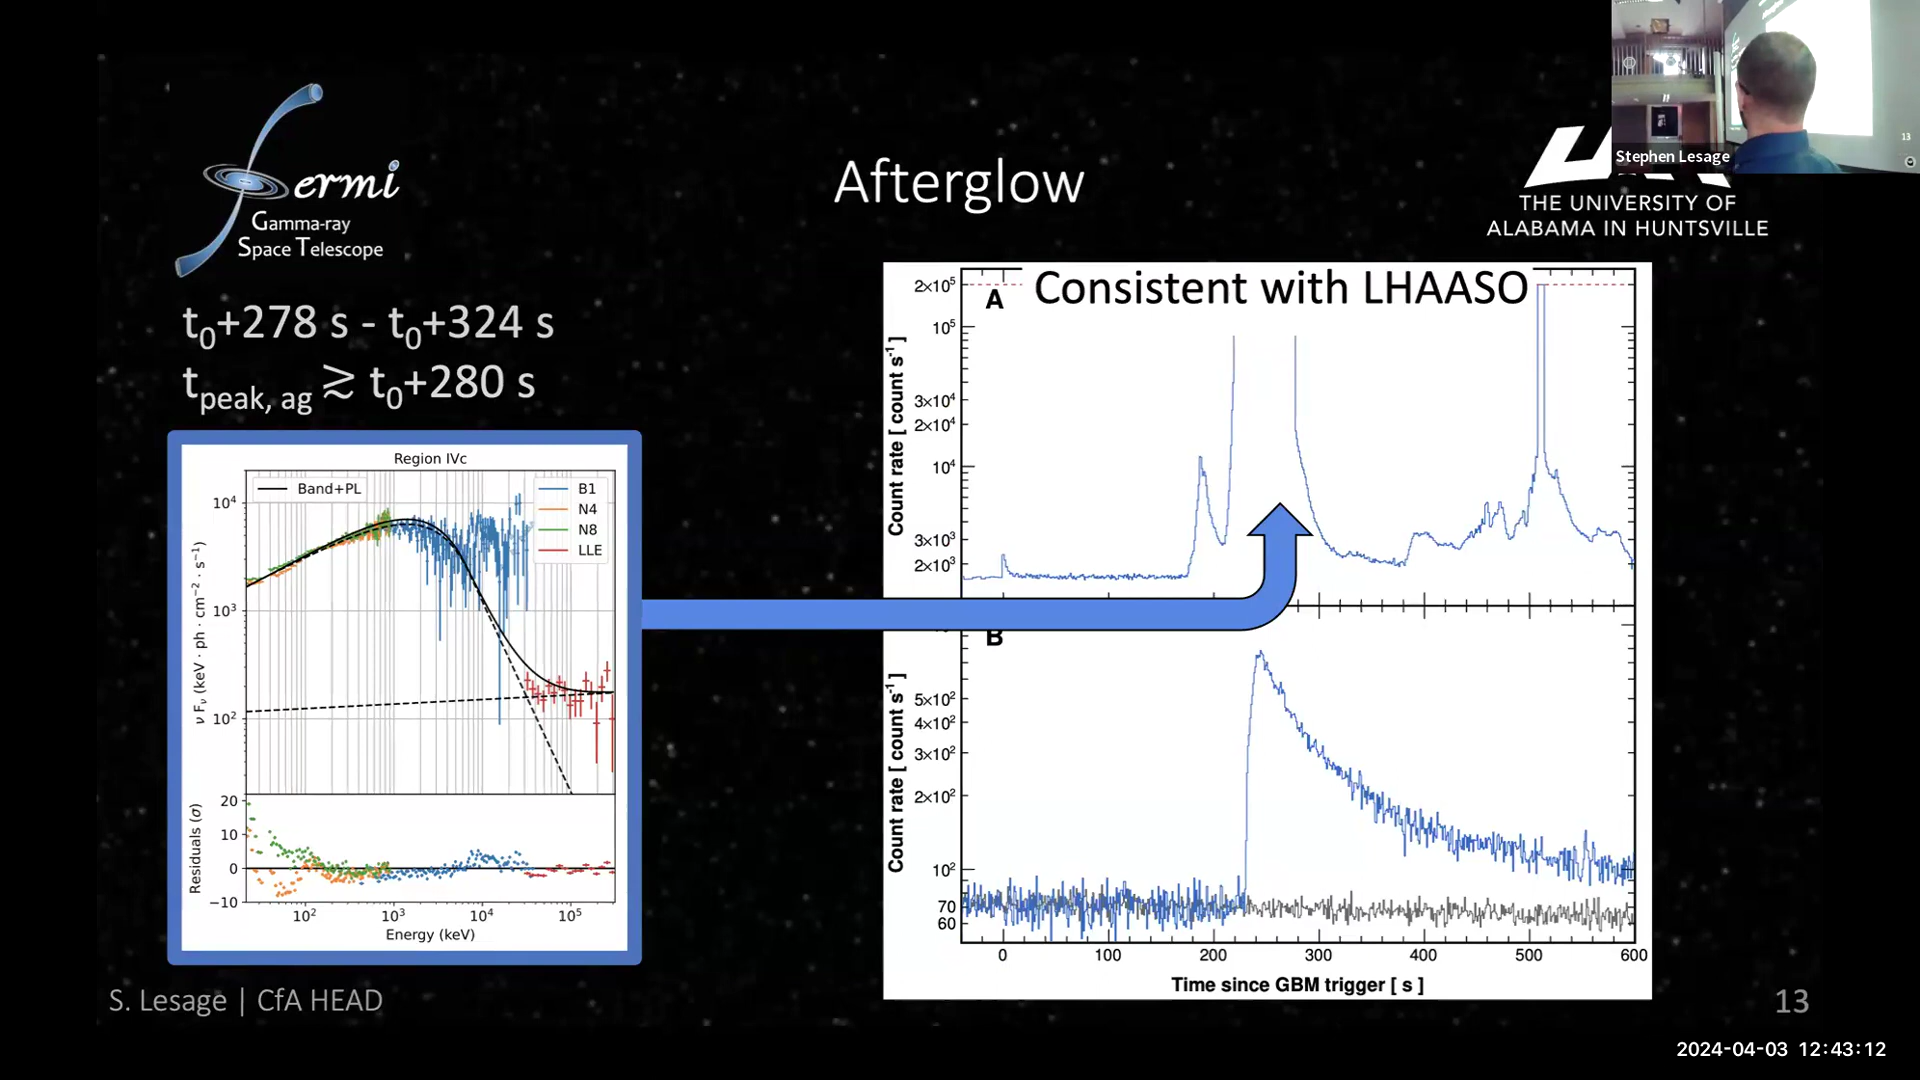 Fermi
Gamma-ray
Space Telescope
Afterglow
Stephen Lesage
13
THE UNIVERSITY OF
ALABAMA IN HUNTSVILLE
t₀+278 s - t₀+324 s
t_peak, ag ≳ t₀+280 s
Region IVc
Band+PL
B1
N4
N8
LLE
10⁴
10³
10²
ν Fν (keV · ph · cm⁻² · s⁻¹)
20
10
0
−10
Residuals (σ)
10² 10³ 10⁴ 10⁵
Energy (keV)
Consistent with LHAASO
A
2×10⁵
10⁵
3×10⁴
2×10⁴
10⁴
3×10³
2×10³
Count rate [ count s⁻¹ ]
B
5×10²
4×10²
3×10²
2×10²
10²
70
60
Count rate [ count s⁻¹ ]
0 100 200 300 400 500 600
Time since GBM trigger [ s ]
S. Lesage | CfA HEAD
13
2024-04-03 12:43:12